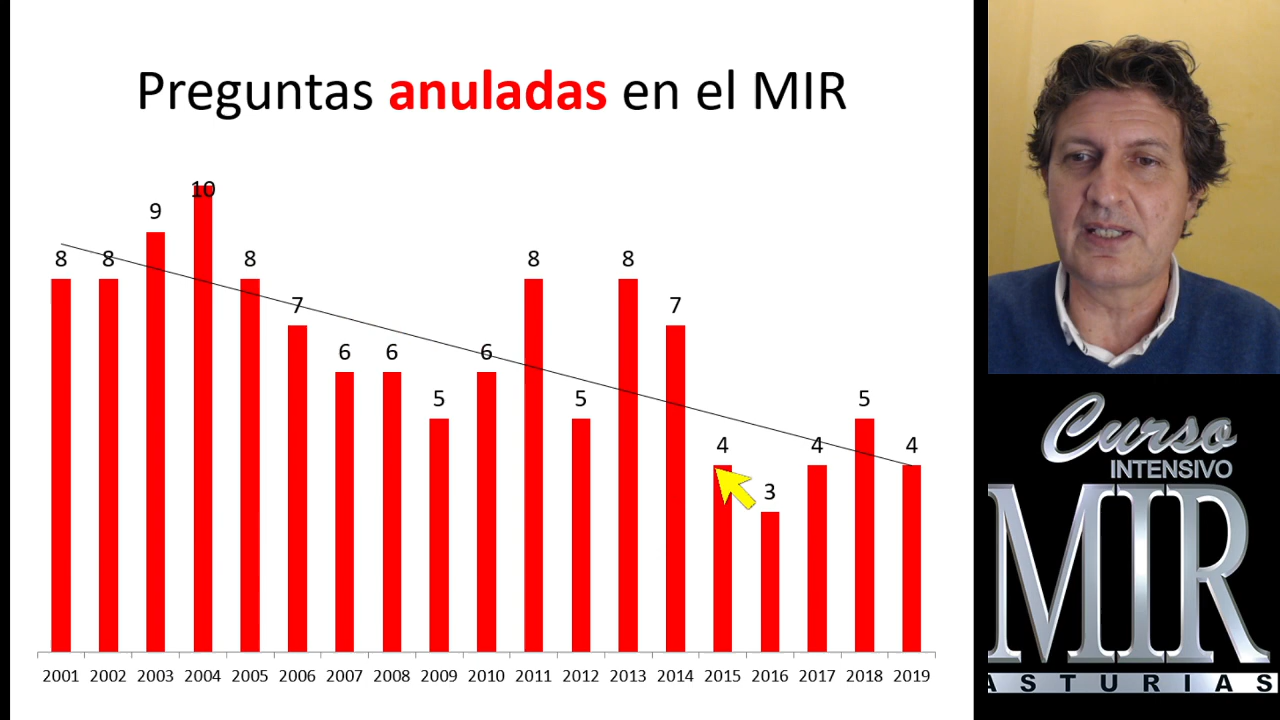 Preguntas anuladas en el MIR
8 8 9 10 8 7 6 6 5 6 8 5 8 7 4 3 4 5 4
2001 2002 2003 2004 2005 2006 2007 2008 2009 2010 2011 2012 2013 2014 2015 2016 2017 2018 2019
Curso
INTENSIVO
MIR
ASTURIAS